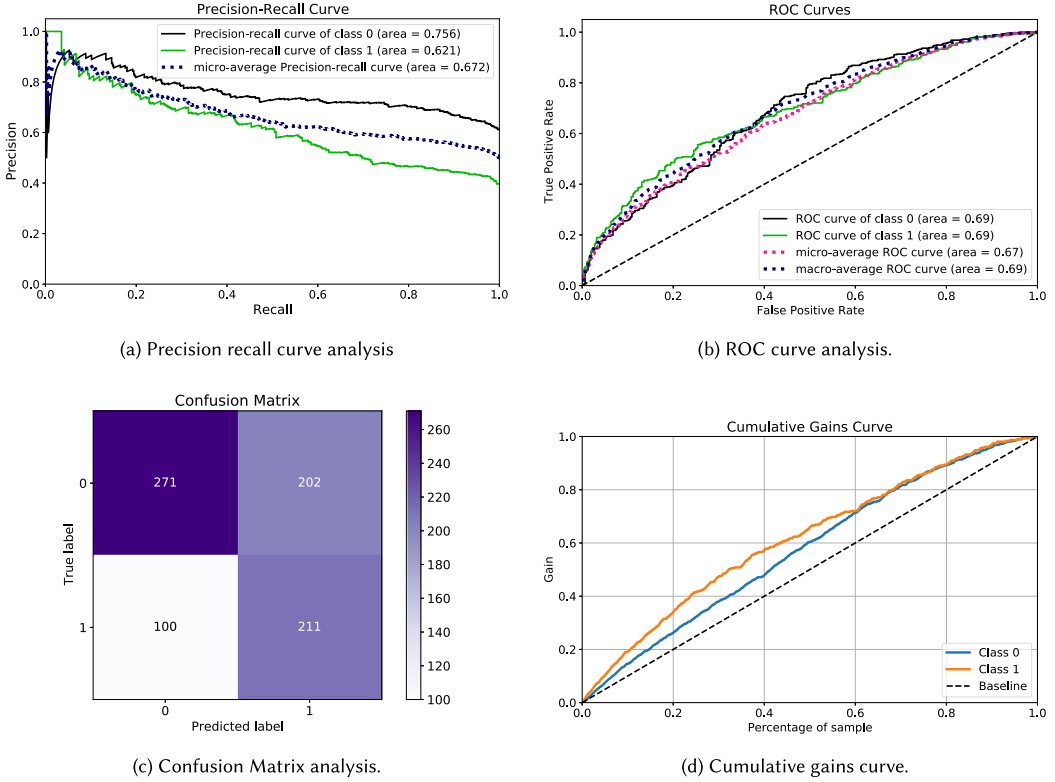 Precision-Recall Curve
1.0
0.8
0.6
0.4
0.2
0.0
Precision
Precision-recall curve of class 0 (area = 0.756)
Precision-recall curve of class 1 (area = 0.621)
micro-average Precision-recall curve (area = 0.672)
0.0 0.2 0.4 0.6 0.8 1.0
Recall
(a) Precision recall curve analysis
ROC Curves
1.0
0.8
0.6
0.4
0.2
0.0
True Positive Rate
ROC curve of class 0 (area = 0.69)
ROC curve of class 1 (area = 0.69)
micro-average ROC curve (area = 0.67)
macro-average ROC curve (area = 0.69)
0.0 0.2 0.4 0.6 0.8 1.0
False Positive Rate
(b) ROC curve analysis.
Confusion Matrix
True label
0
1
271 202
100 211
0 1
Predicted label
260
240
220
200
180
160
140
120
100
(c) Confusion Matrix analysis.
Cumulative Gains Curve
1.0
0.8
0.6
0.4
0.2
0.0
Gain
Class 0
Class 1
Baseline
0.0 0.2 0.4 0.6 0.8 1.0
Percentage of sample
(d) Cumulative gains curve.